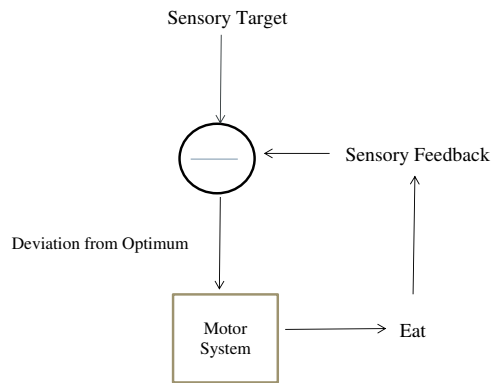 Sensory Target
Sensory Feedback
Deviation from Optimum
Motor
System
Eat